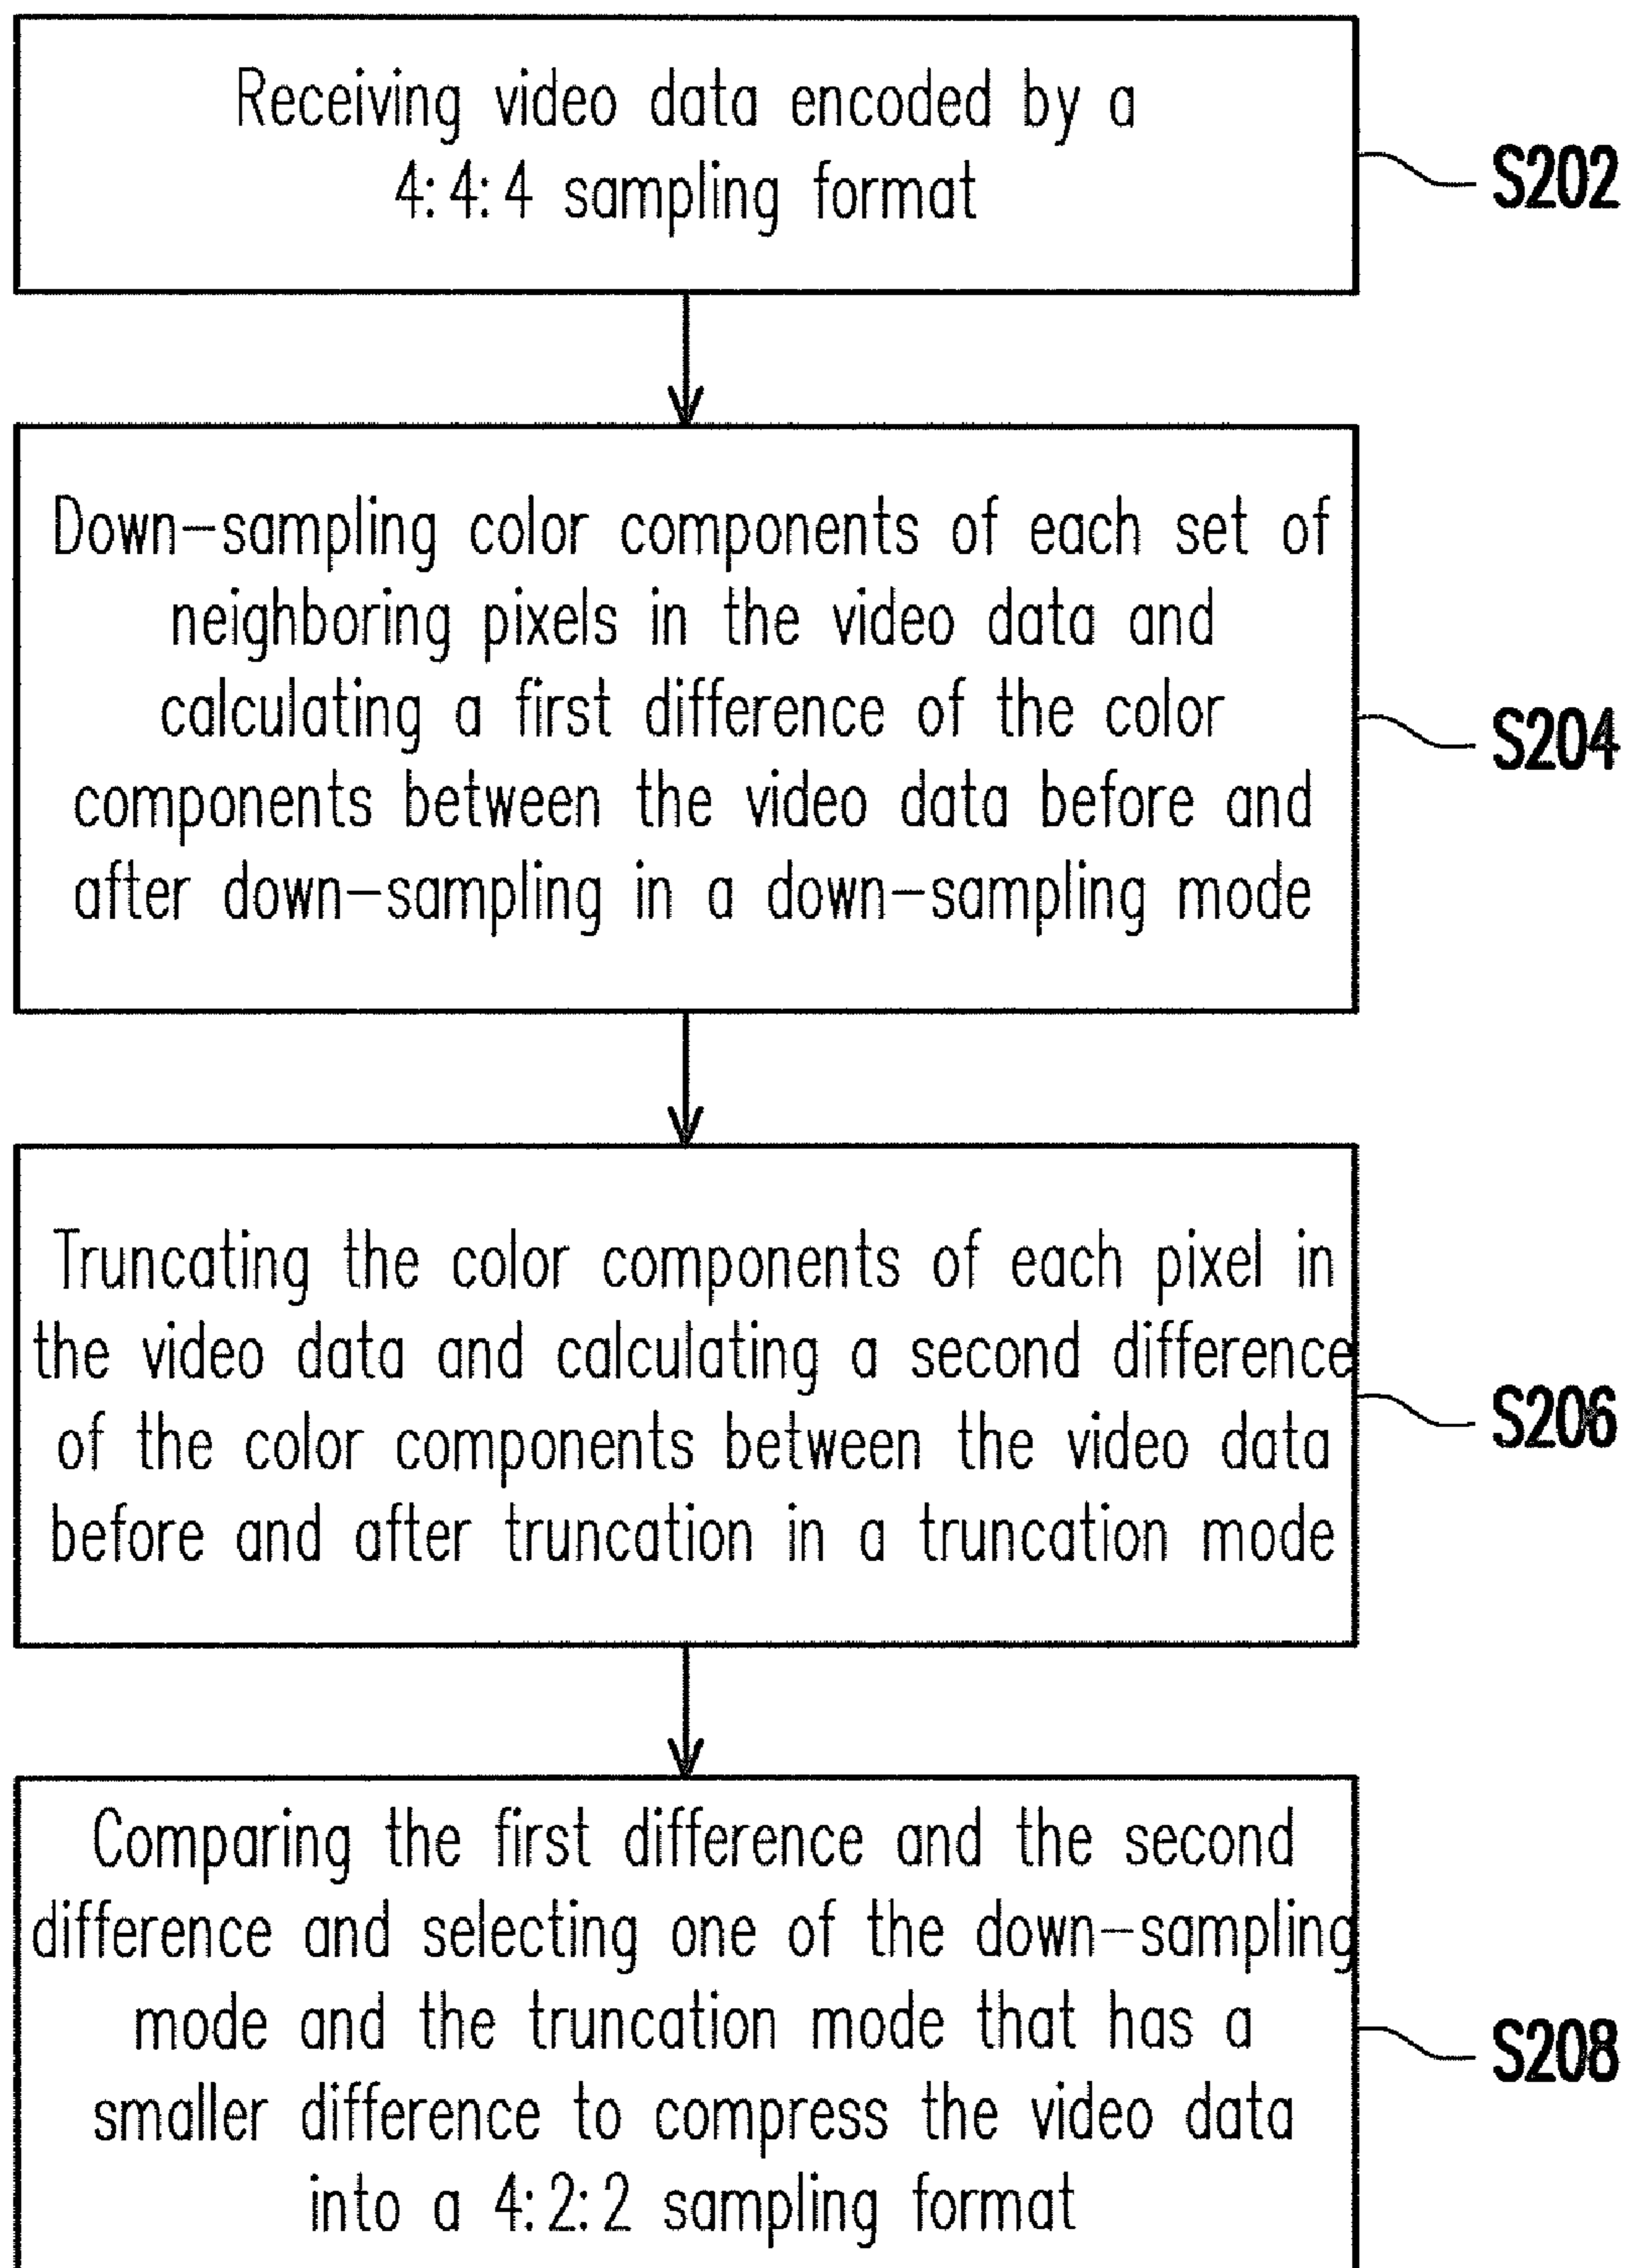 Receiving video data encoded by a
4:4:4 sampling format
S202
Down-sampling color components of each set of
neighboring pixels in the video data and
calculating a first difference of the color
components between the video data before and
after down-sampling in a down-sampling mode
S204
Truncating the color components of each pixel in
the video data and calculating a second difference
of the color components between the video data
before and after truncation in a truncation mode
S206
Comparing the first difference and the second
difference and selecting one of the down-sampling
mode and the truncation mode that has a
smaller difference to compress the video data
into a 4:2:2 sampling format
S208